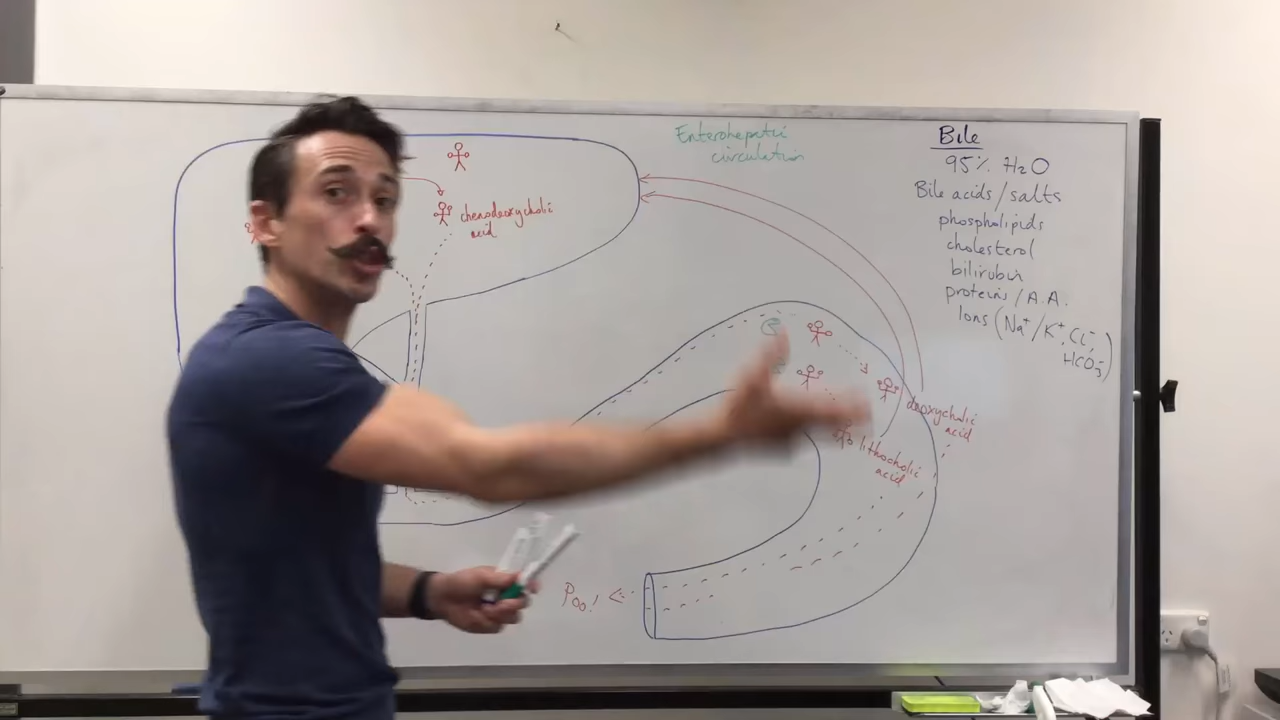 Enterohepatic
circulation
Bile
95% H₂O
Bile acids/salts
phospholipids
cholesterol
bilirubin
proteins/A.A.
Ions (Na⁺/K⁺, Cl⁻,
HCO₃⁻)
chenodeoxycholic
acid
deoxycholic
acid
lithocholic
acid
Poo!